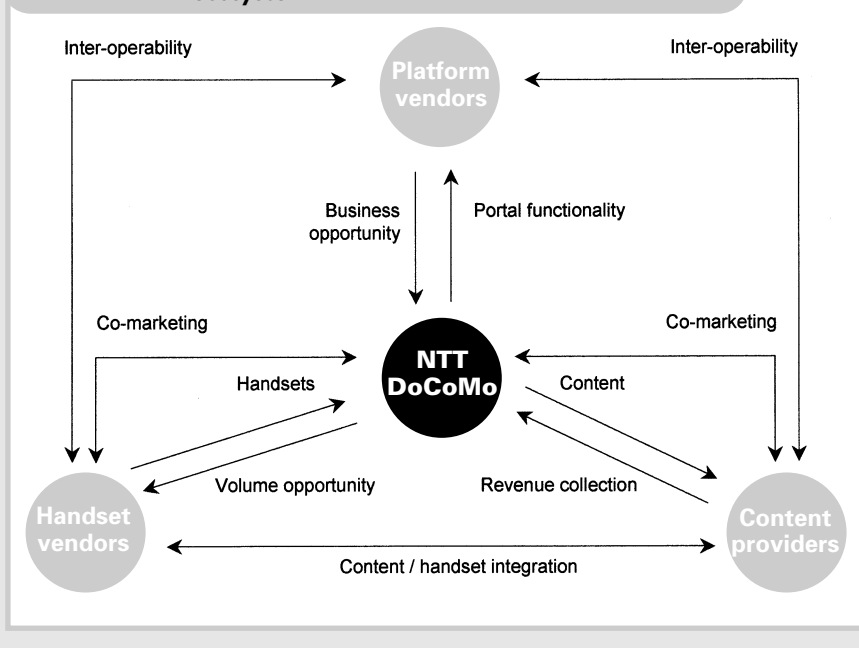 Inter-operability
Inter-operability
Platform
vendors
Business
opportunity
Portal functionality
Co-marketing
Co-marketing
NTT
DoCoMo
Handsets
Content
Volume opportunity
Revenue collection
Handset
vendors
Content
providers
Content / handset integration